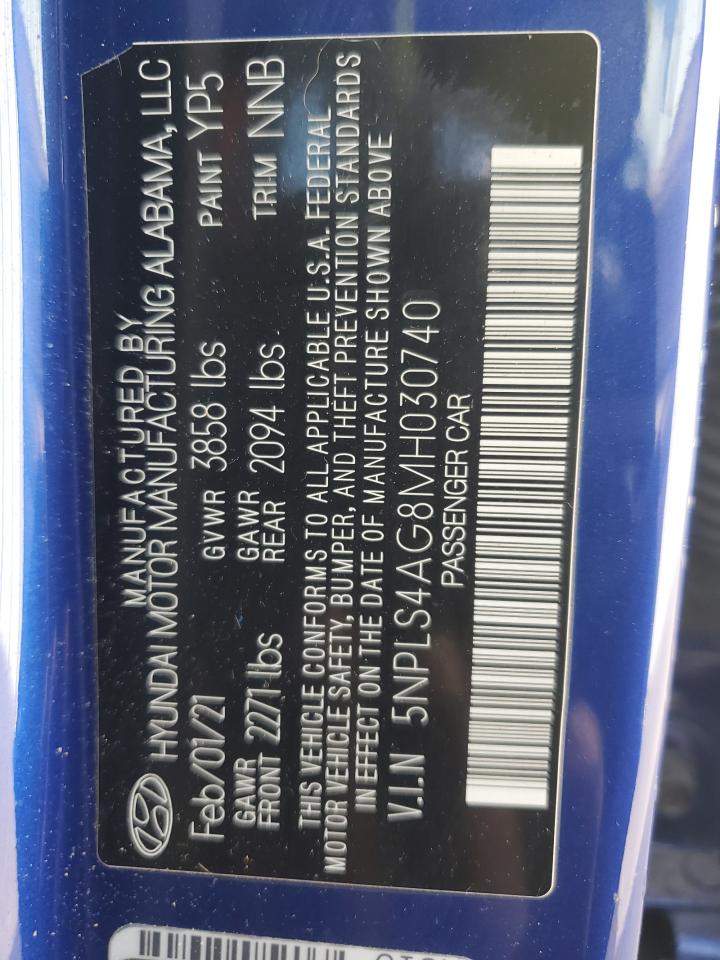 MANUFACTURED BY
HYUNDAI MOTOR MANUFACTURING ALABAMA, LLC
Feb/01/21 GVWR 3858 lbs PAINT YP5
GAWR FRONT 2271 lbs GAWR REAR 2094 lbs TRIM NNB
THIS VEHICLE CONFORMS TO ALL APPLICABLE U.S.A. FEDERAL
MOTOR VEHICLE SAFETY, BUMPER, AND THEFT PREVENTION STANDARDS
IN EFFECT ON THE DATE OF MANUFACTURE SHOWN ABOVE
V.I.N 5NPLS4AG8MH030740
PASSENGER CAR